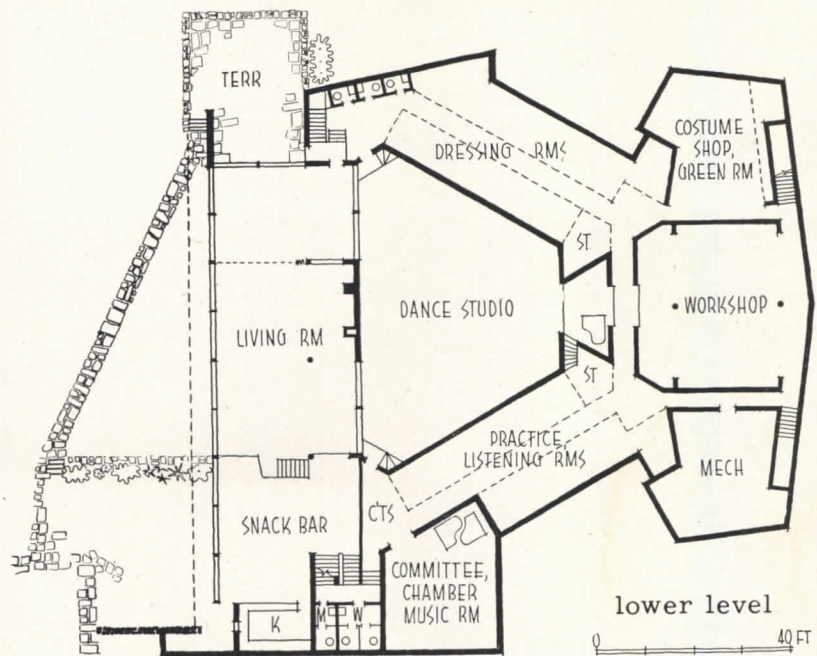 TERR
DRESSING RMS
COSTUME
SHOP,
GREEN RM
ST.
LIVING RM
DANCE STUDIO
WORKSHOP
ST.
PRACTICE,
LISTENING RMS
MECH
SNACK BAR
C'TS
COMMITTEE,
CHAMBER
MUSIC RM
K
M
W
lower level
0 40 FT